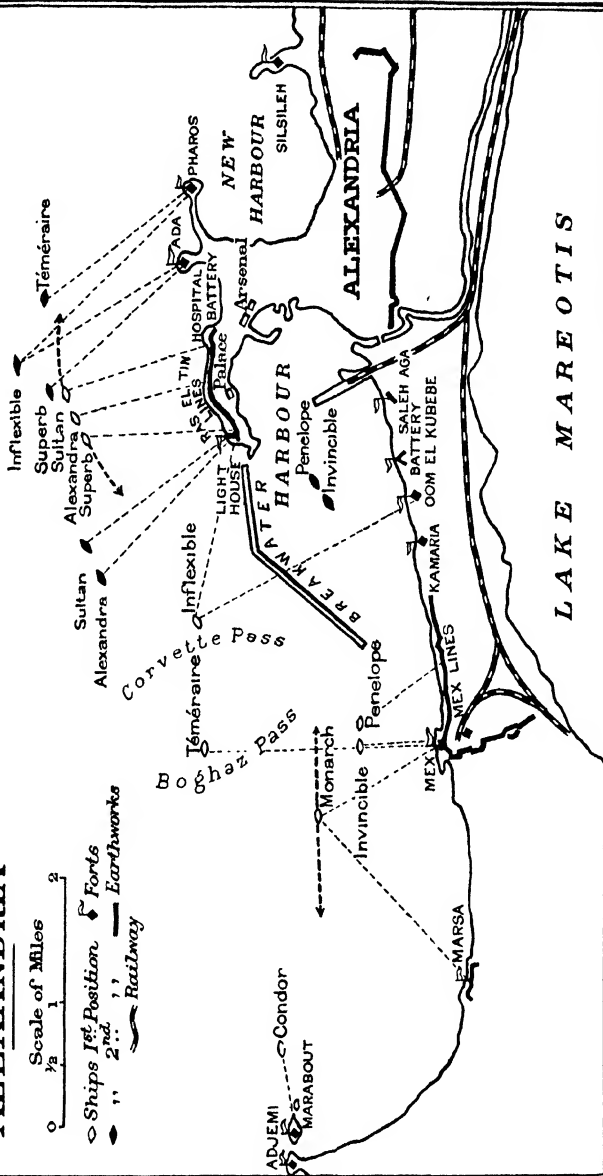 Scale of Miles
0 ½ 1 2
Ships 1st Position
Forts
,, 2nd ,, ,,
Earthworks
Railway
ADJEMI
MARABOUT
Condor
MARSA
Monarch
Invincible
Penelope
MEX
MEX LINES
Boghaz Pass
Corvette Pass
Téméraire
Inflexible
Alexandra
Sultan
BREAKWATER
KAMARIA
OOM EL KUBEBE
BATTERY
SALEH AGA
LIGHT
HOUSE
HARBOUR
Penelope
Invincible
RAS EL TIN
LINES
Palace
HOSPITAL
BATTERY
Arsenal
Superb
Alexandra
Sultan
Superb
Inflexible
Téméraire
ADA
PHAROS
NEW
HARBOUR
SILSILEH
ALEXANDRIA
LAKE MAREOTIS